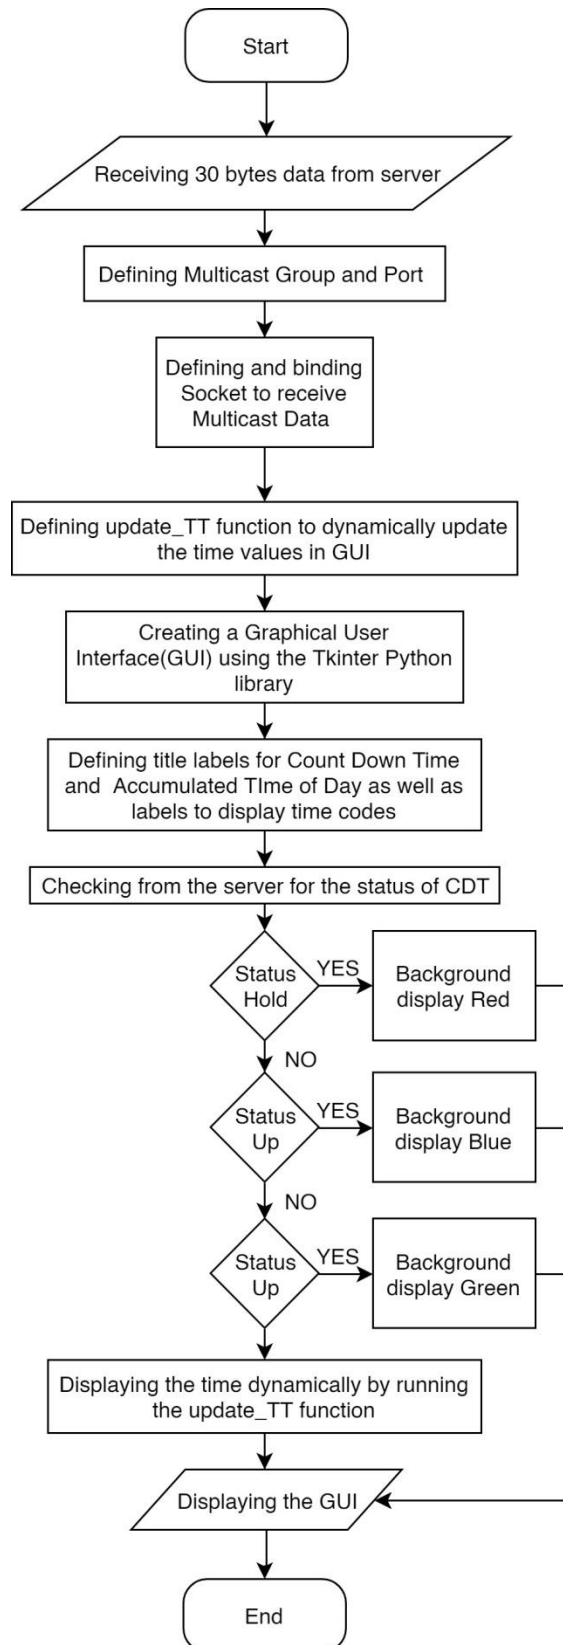 Start
Receiving 30 bytes data from server
Defining Multicast Group and Port
Defining and binding
Socket to receive
Multicast Data
Defining update_TT function to dynamically update
the time values in GUI
Creating a Graphical User
Interface(GUI) using the Tkinter Python
library
Defining title labels for Count Down Time
and Accumulated TIme of Day as well as
labels to display time codes
Checking from the server for the status of CDT
Status
Hold
YES
Background
display Red
NO
Status
Up
YES
Background
display Blue
NO
Status
Up
YES
Background
display Green
Displaying the time dynamically by running
the update_TT function
Displaying the GUI
End